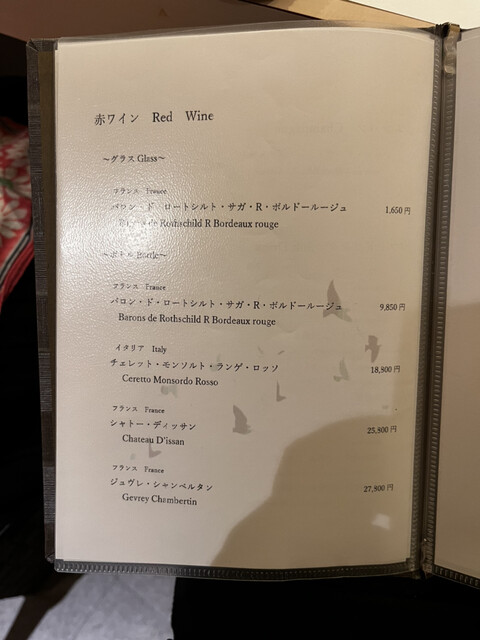 赤ワイン Red Wine
～グラス Glass～
フランス France
バロン・ド・ロートシルト・サガ・R・ボルドールージュ 1,650円
de Rothschild R Bordeaux rouge
～ボトル Bottle～
フランス France
バロン・ド・ロートシルト・サガ・R・ボルドールージュ 9,850円
Barons de Rothschild R Bordeaux rouge
イタリア Italy
チェレット・モンソルト・ランゲ・ロッソ 18,800円
Ceretto Monsordo Rosso
フランス France
シャトー・ディッサン 25,800円
Chateau D'issan
フランス France
ジュヴレ・シャンベルタン 27,800円
Gevrey Chambertin